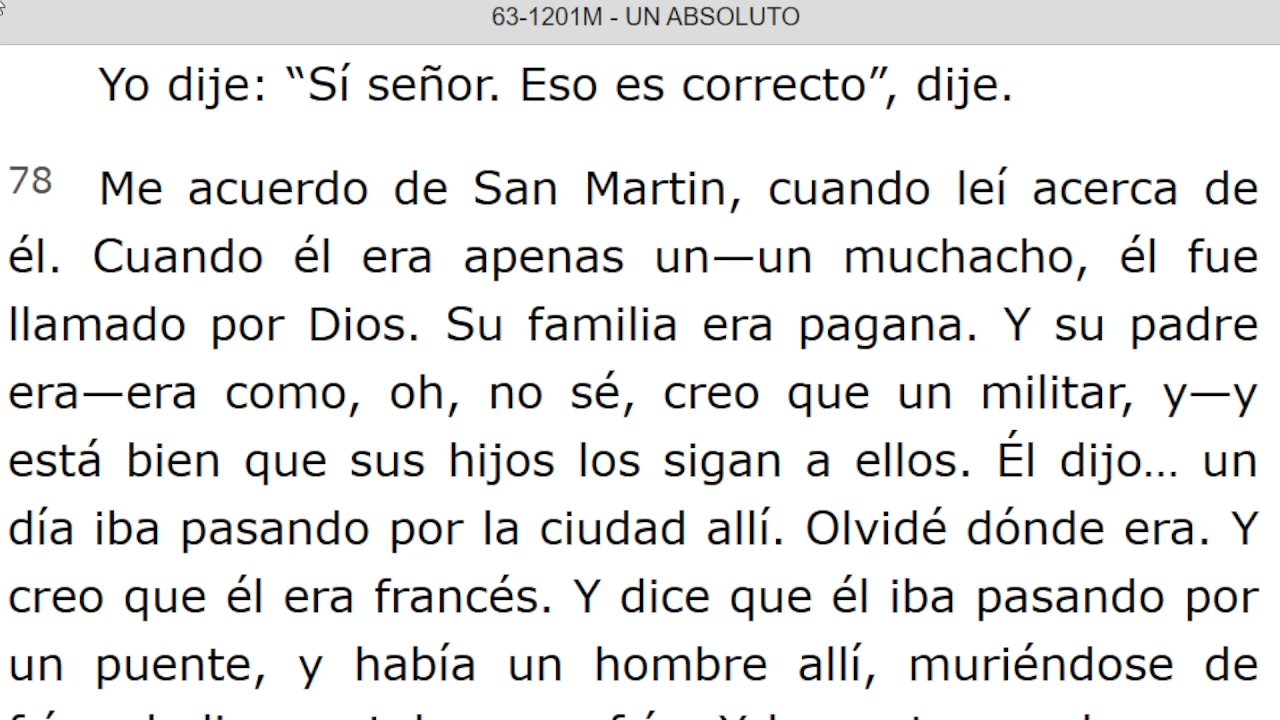 63-1201M - UN ABSOLUTO
Yo dije: “Sí señor. Eso es correcto”, dije.
78 Me acuerdo de San Martin, cuando leí acerca de
él. Cuando él era apenas un—un muchacho, él fue
llamado por Dios. Su familia era pagana. Y su padre
era—era como, oh, no sé, creo que un militar, y—y
está bien que sus hijos los sigan a ellos. Él dijo… un
día iba pasando por la ciudad allí. Olvidé dónde era. Y
creo que él era francés. Y dice que él iba pasando por
un puente, y había un hombre allí, muriéndose de